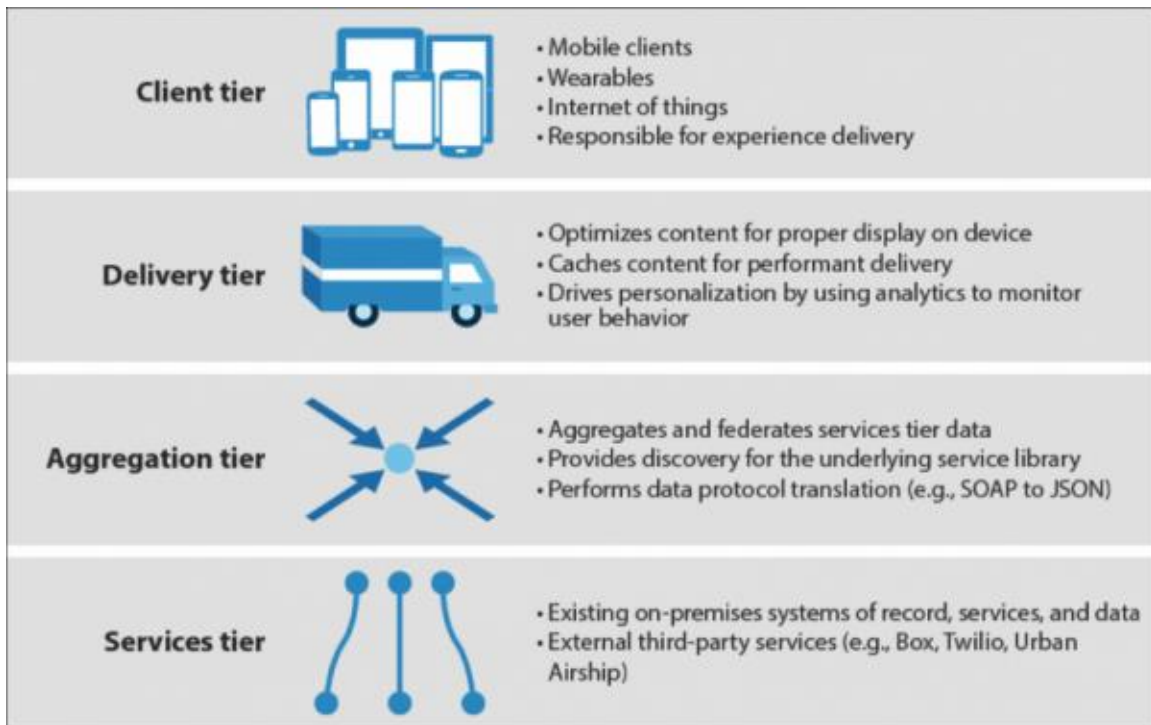 Client tier
• Mobile clients
• Wearables
• Internet of things
• Responsible for experience delivery
Delivery tier
• Optimizes content for proper display on device
• Caches content for performant delivery
• Drives personalization by using analytics to monitor
user behavior
Aggregation tier
• Aggregates and federates services tier data
• Provides discovery for the underlying service library
• Performs data protocol translation (e.g., SOAP to JSON)
Services tier
• Existing on-premises systems of record, services, and data
• External third-party services (e.g., Box, Twilio, Urban
Airship)